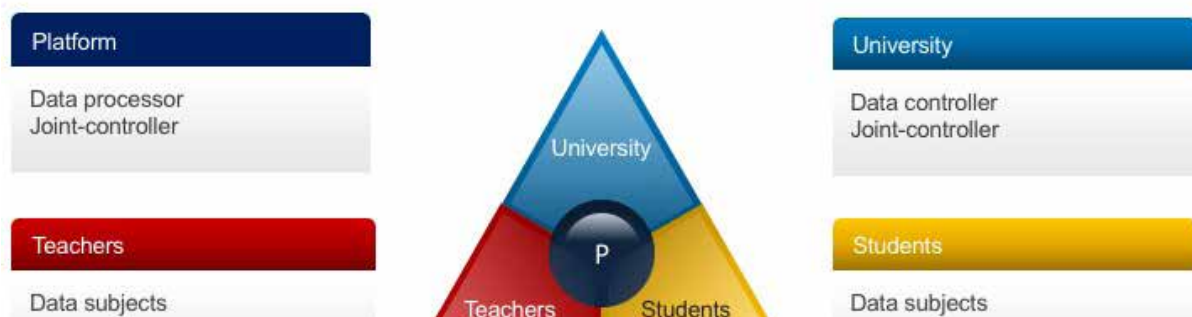 Platform
Data processor
Joint-controller
University
Data controller
Joint-controller
University
P
Teachers
Students
Teachers
Data subjects
Students
Data subjects